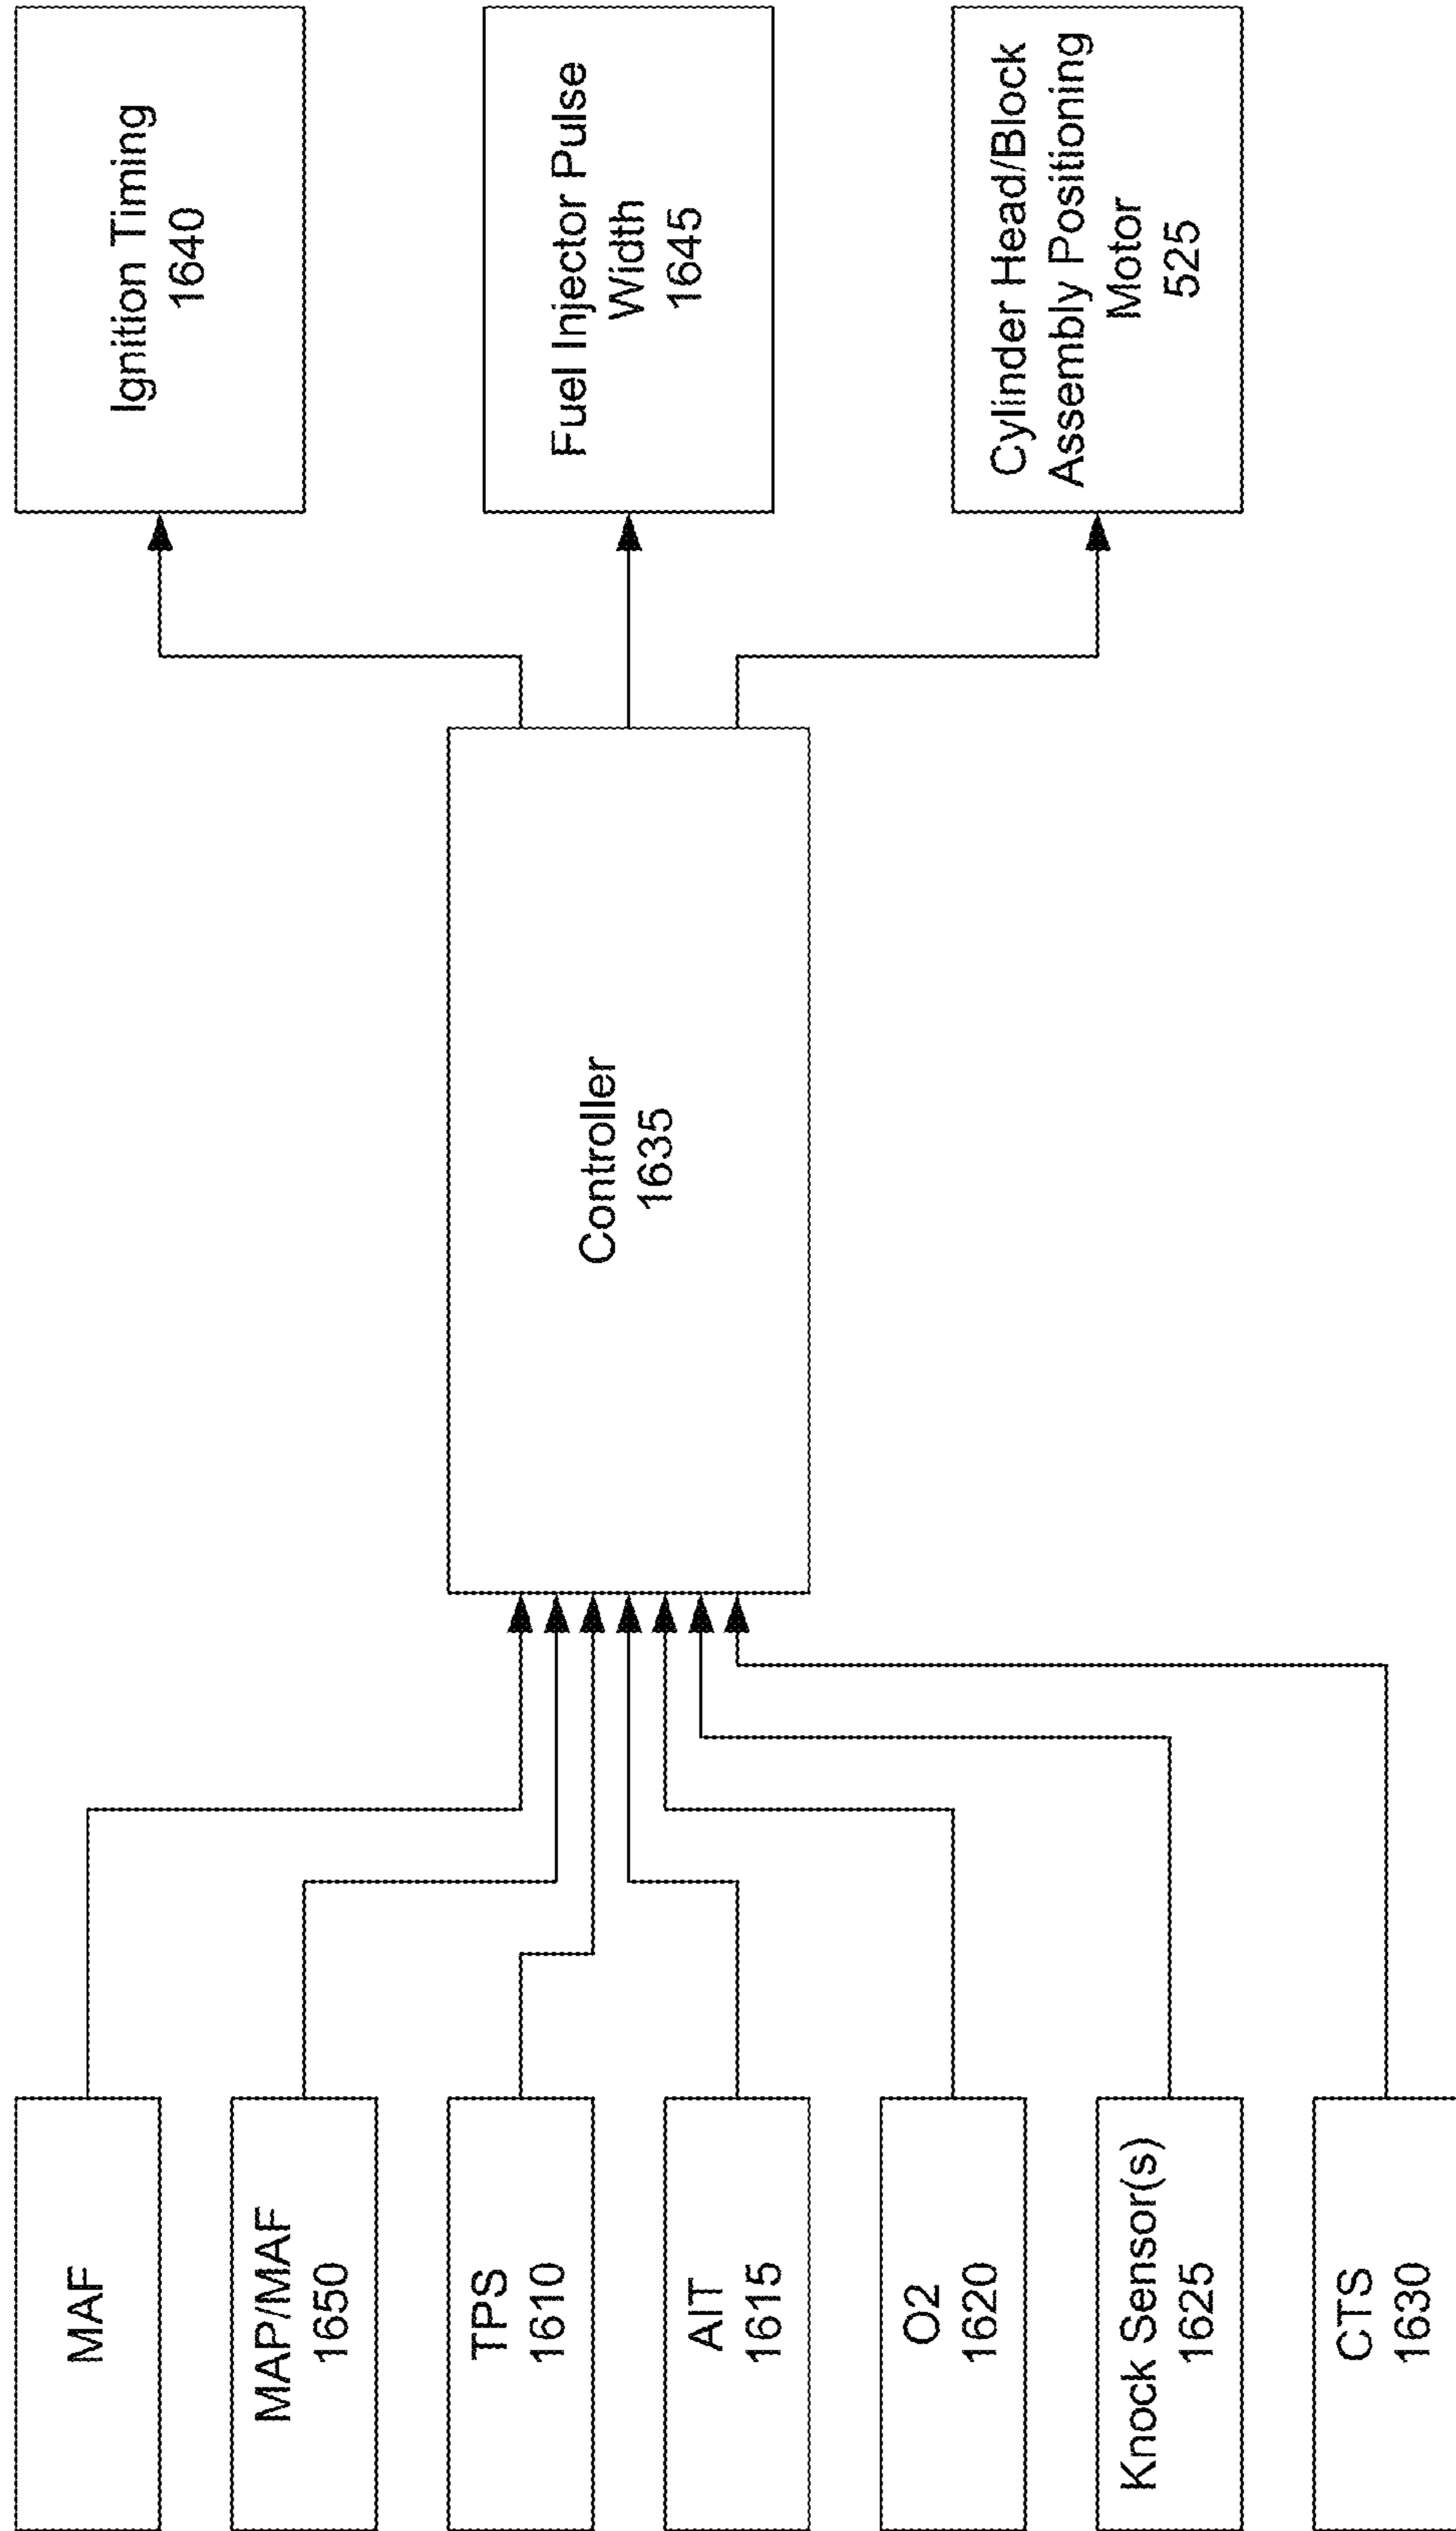 MAF
MAP/MAF
1650
TPS
1610
AIT
1615
O2
1620
Knock Sensor(s)
1625
CTS
1630
Controller
1635
Ignition Timing
1640
Fuel Injector Pulse
Width
1645
Cylinder Head/Block
Assembly Positioning
Motor
525